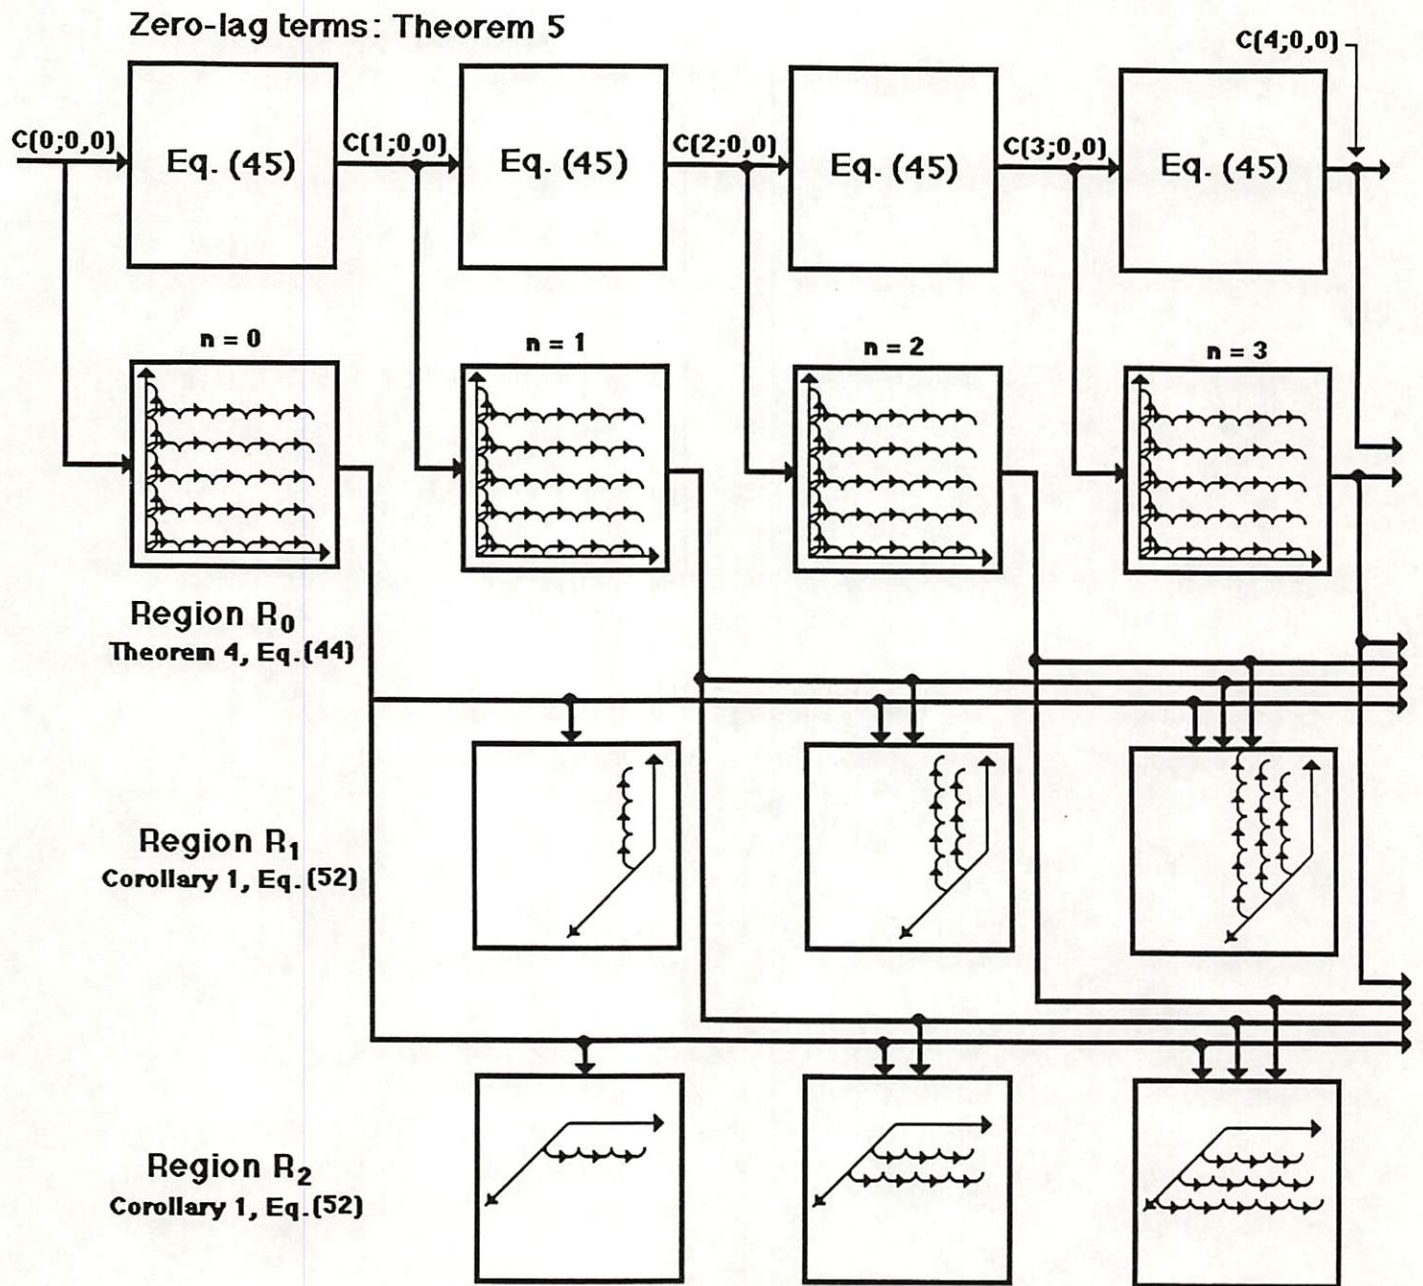 Zero-lag terms: Theorem 5
C(4;0,0)
C(0;0,0)
Eq. (45)
C(1;0,0)
Eq. (45)
C(2;0,0)
Eq. (45)
C(3;0,0)
Eq. (45)
n = 0
n = 1
n = 2
n = 3
Region R₀
Theorem 4, Eq.(44)
Region R₁
Corollary 1, Eq.(52)
Region R₂
Corollary 1, Eq.(52)